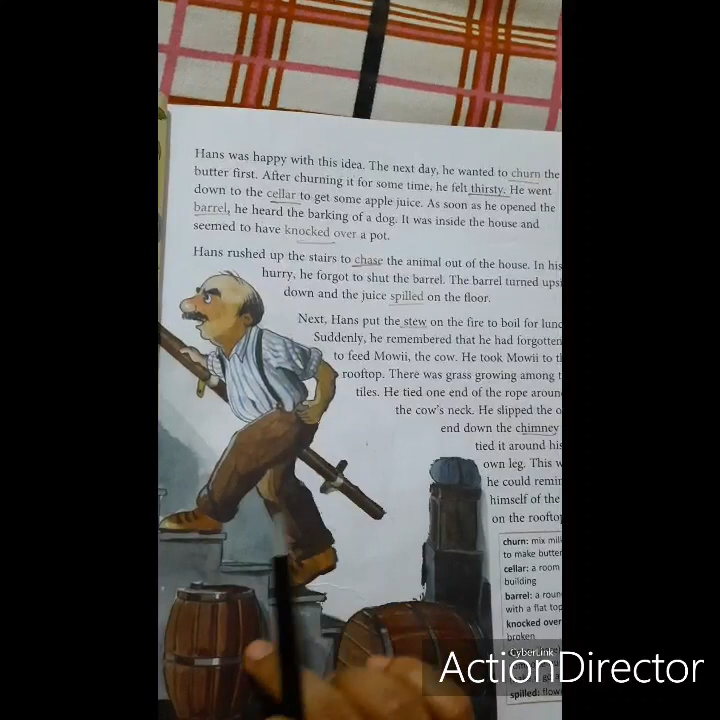 Hans was happy with this idea. The next day, he wanted to churn the
butter first. After churning it for some time, he felt thirsty. He went
down to the cellar to get some apple juice. As soon as he opened the
barrel, he heard the barking of a dog. It was inside the house and
seemed to have knocked over a pot.
Hans rushed up the stairs to chase the animal out of the house. In his
hurry, he forgot to shut the barrel. The barrel turned upsi
down and the juice spilled on the floor.
Next, Hans put the stew on the fire to boil for lunc
Suddenly, he remembered that he had forgotten
to feed Mowii, the cow. He took Mowii to t
rooftop. There was grass growing among t
tiles. He tied one end of the rope aroun
the cow's neck. He slipped the o
end down the chimney
tied it around his
own leg. This w
he could remin
himself of the
on the rooftop
churn: mix mil
to make butter
cellar: a room
building
barrel: a roun
with a flat top
knocked over
broken
spilled: flow
CyberLink
ActionDirector